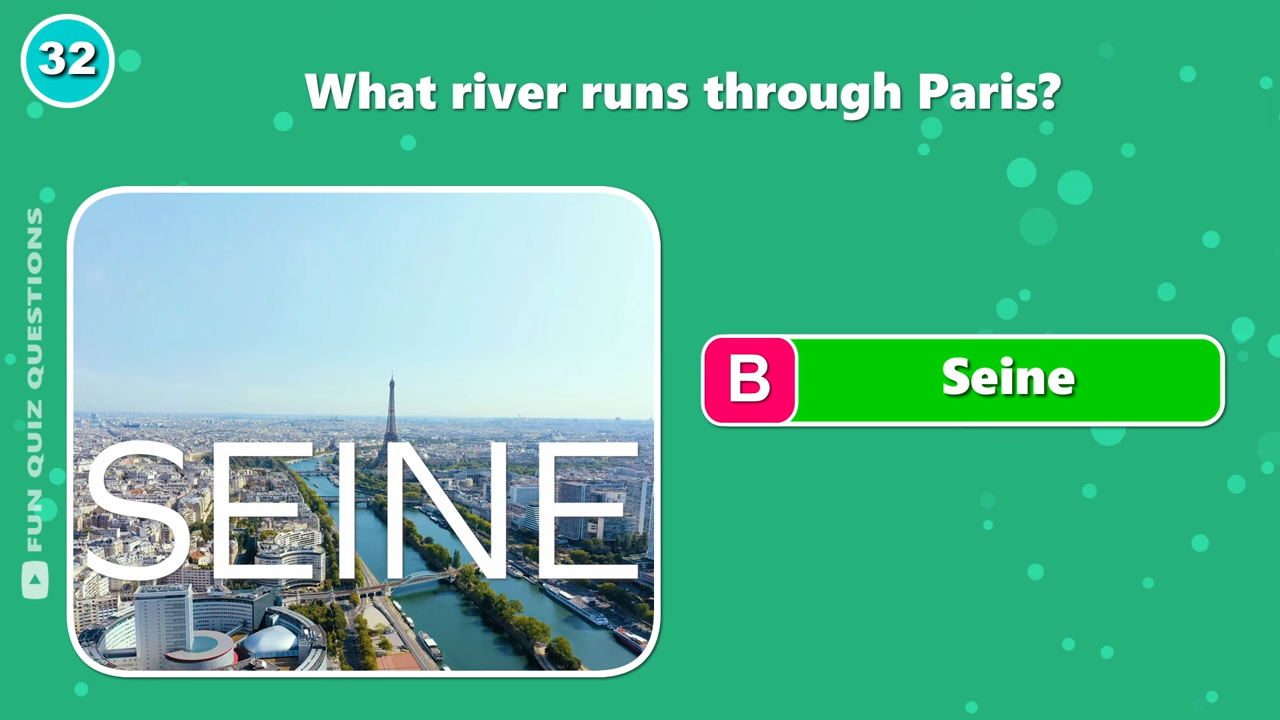 32
What river runs through Paris?
FUN QUIZ QUESTIONS
SEINE
B
Seine